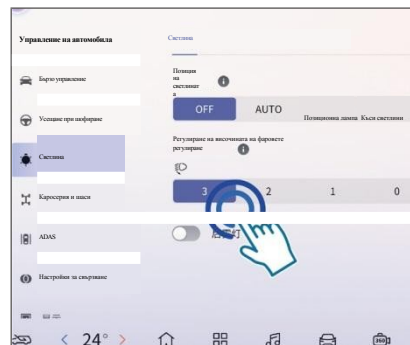 Управление на автомобила
Светлина
Бързо управление
Усещане при шофиране
Светлина
Каросерия и шаси
ADAS
Настройки за свързване
Позиция
на
светлинат
а
OFF AUTO Позиционна лампа Къси светлини
Регулиране на височината на фаровете
регулиране
3 2 1 0
24°
360